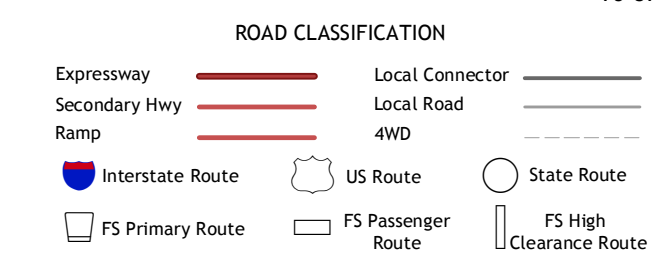 ROAD CLASSIFICATION
Expressway
Local Connector
Secondary Hwy
Local Road
Ramp
4WD
Interstate Route
US Route
State Route
FS Primary Route
FS Passenger
Route
FS High
Clearance Route